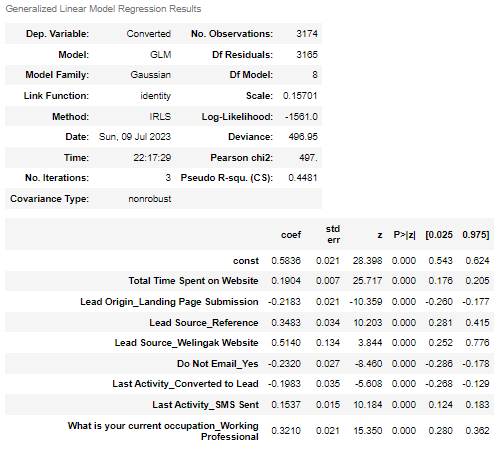 Generalized Linear Model Regression Results
Dep. Variable: Converted No. Observations: 3174
Model: GLM Df Residuals: 3165
Model Family: Gaussian Df Model: 8
Link Function: identity Scale: 0.15701
Method: IRLS Log-Likelihood: -1561.0
Date: Sun, 09 Jul 2023 Deviance: 496.95
Time: 22:17:29 Pearson chi2: 497.
No. Iterations: 3 Pseudo R-squ. (CS): 0.4481
Covariance Type: nonrobust
coef std err z P>|z| [0.025 0.975]
const 0.5836 0.021 28.398 0.000 0.543 0.624
Total Time Spent on Website 0.1904 0.007 25.717 0.000 0.176 0.205
Lead Origin_Landing Page Submission -0.2183 0.021 -10.359 0.000 -0.260 -0.177
Lead Source_Reference 0.3483 0.034 10.203 0.000 0.281 0.415
Lead Source_Welingak Website 0.5140 0.134 3.844 0.000 0.252 0.776
Do Not Email_Yes -0.2320 0.027 -8.460 0.000 -0.286 -0.178
Last Activity_Converted to Lead -0.1983 0.035 -5.608 0.000 -0.268 -0.129
Last Activity_SMS Sent 0.1537 0.015 10.184 0.000 0.124 0.183
What is your current occupation_Working
Professional 0.3210 0.021 15.350 0.000 0.280 0.362